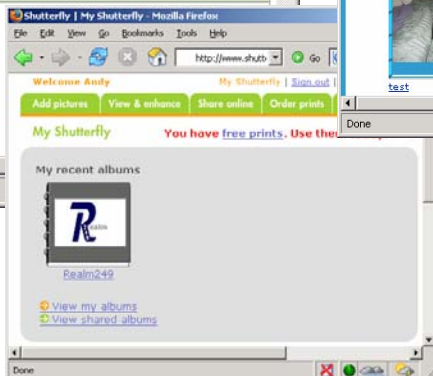 Shutterfly | My Shutterfly - Mozilla Firefox
File Edit View Go Bookmarks Tools Help
http://www.shutb Go
Welcome Andy My Shutterfly | Sign out |
Add pictures View & enhance Share online Order prints
My Shutterfly You have free prints. Use
My recent albums
Realm
Realm249
View my albums
View shared albums
Done
test
Done